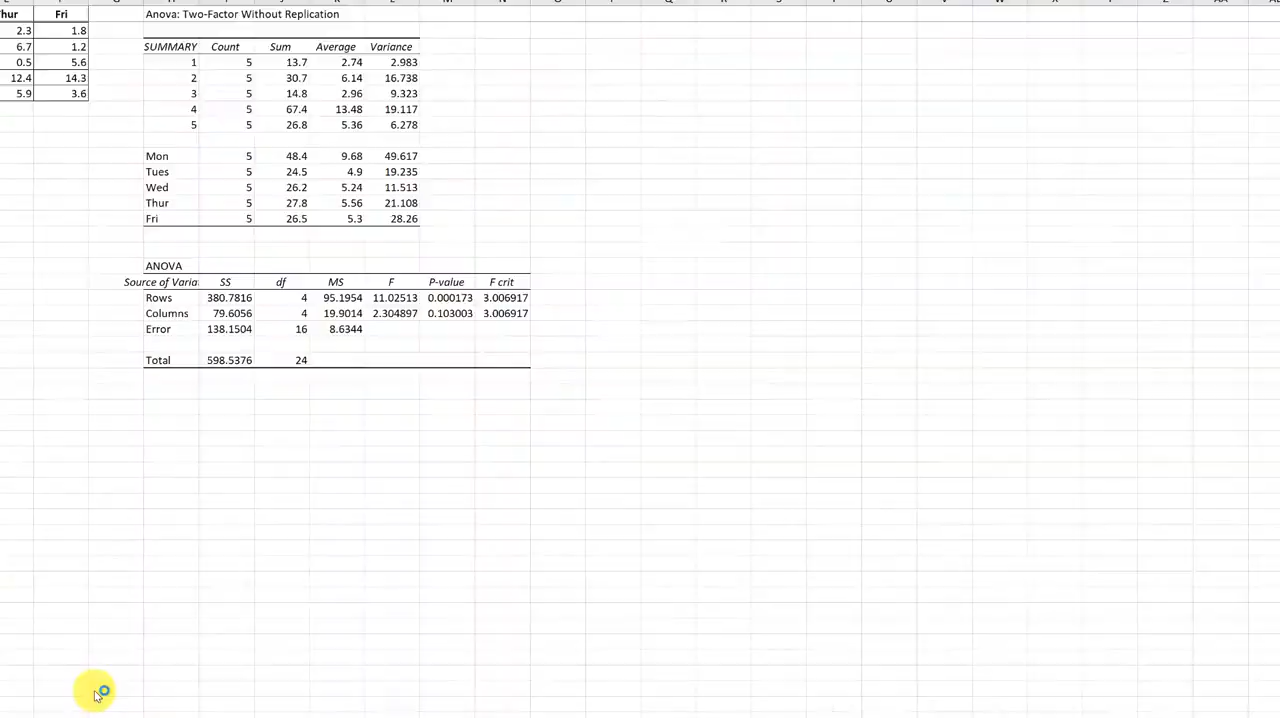 Thur Fri Anova: Two-Factor Without Replication
2.3 1.8
6.7 1.2 SUMMARY Count Sum Average Variance
0.5 5.6 1 5 13.7 2.74 2.983
12.4 14.3 2 5 30.7 6.14 16.738
5.9 3.6 3 5 14.8 2.96 9.323
4 5 67.4 13.48 19.117
5 5 26.8 5.36 6.278
Mon 5 48.4 9.68 49.617
Tues 5 24.5 4.9 19.235
Wed 5 26.2 5.24 11.513
Thur 5 27.8 5.56 21.108
Fri 5 26.5 5.3 28.26
ANOVA
Source of Varia SS df MS F P-value F crit
Rows 380.7816 4 95.1954 11.02513 0.000173 3.006917
Columns 79.6056 4 19.9014 2.304897 0.103003 3.006917
Error 138.1504 16 8.6344
Total 598.5376 24